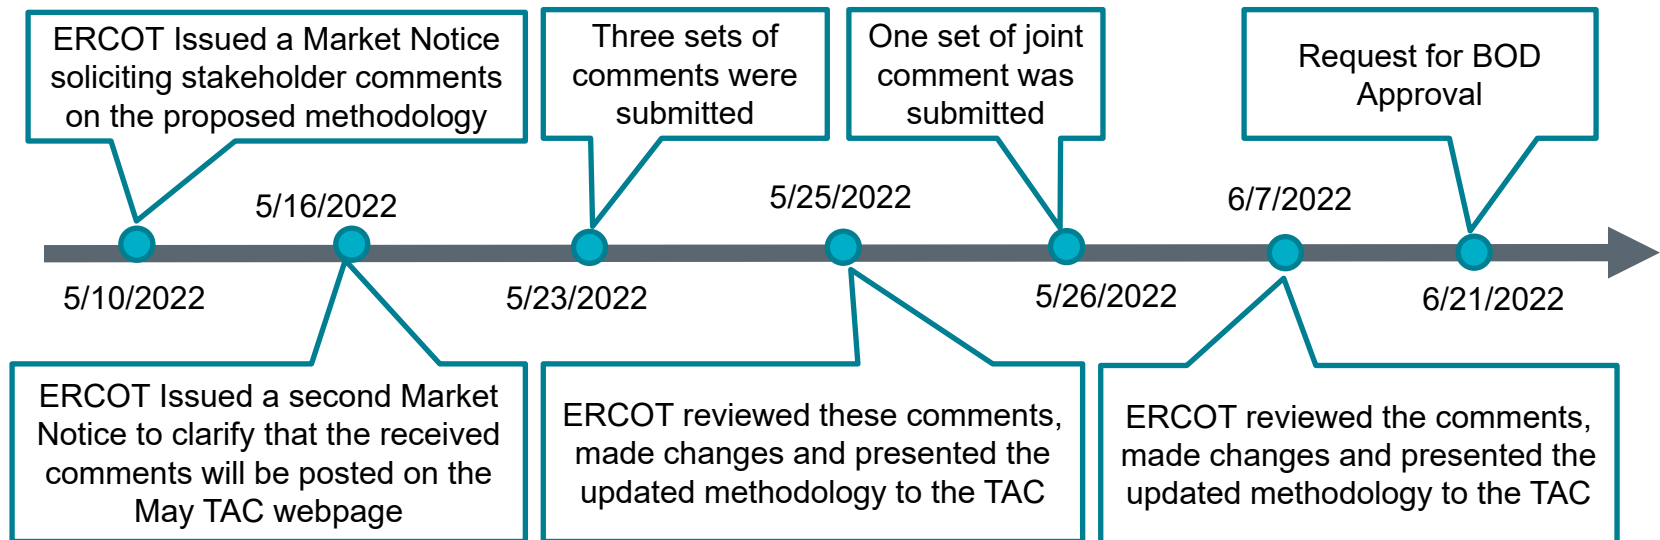 ERCOT Issued a Market Notice
soliciting stakeholder comments
on the proposed methodology
Three sets of
comments were
submitted
One set of joint
comment was
submitted
Request for BOD
Approval
5/16/2022
5/25/2022
6/7/2022
5/10/2022
5/23/2022
5/26/2022
6/21/2022
ERCOT Issued a second Market
Notice to clarify that the received
comments will be posted on the
May TAC webpage
ERCOT reviewed these comments,
made changes and presented the
updated methodology to the TAC
ERCOT reviewed the comments,
made changes and presented the
updated methodology to the TAC